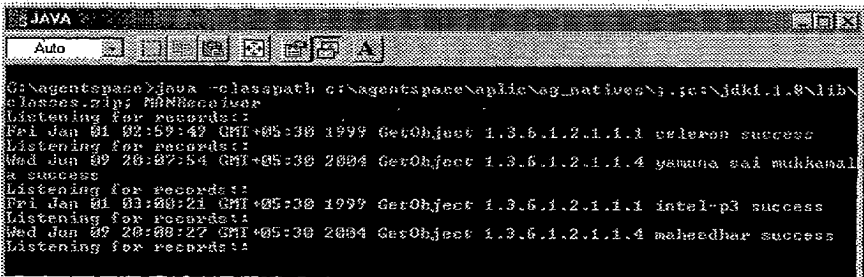 JAVA
Auto A
C:\agentspace>java -classpath c:\agentspace\aplic\ag_natives\;.;c:\jdk1.1.8\lib\
classes.zip; MANReceiver
Listening for records::
Fri Jan 01 02:59:49 GMT+05:30 1999 GetObject 1.3.6.1.2.1.1.1 celeron success
Listening for records::
Wed Jun 09 20:07:54 GMT+05:30 2004 GetObject 1.3.6.1.2.1.1.4 yamuna sai mukkamal
a success
Listening for records::
Fri Jan 01 03:00:21 GMT+05:30 1999 GetObject 1.3.6.1.2.1.1.1 intel-p3 success
Listening for records::
Wed Jun 09 20:08:27 GMT+05:30 2004 GetObject 1.3.6.1.2.1.1.4 maheedhar success
Listening for records::